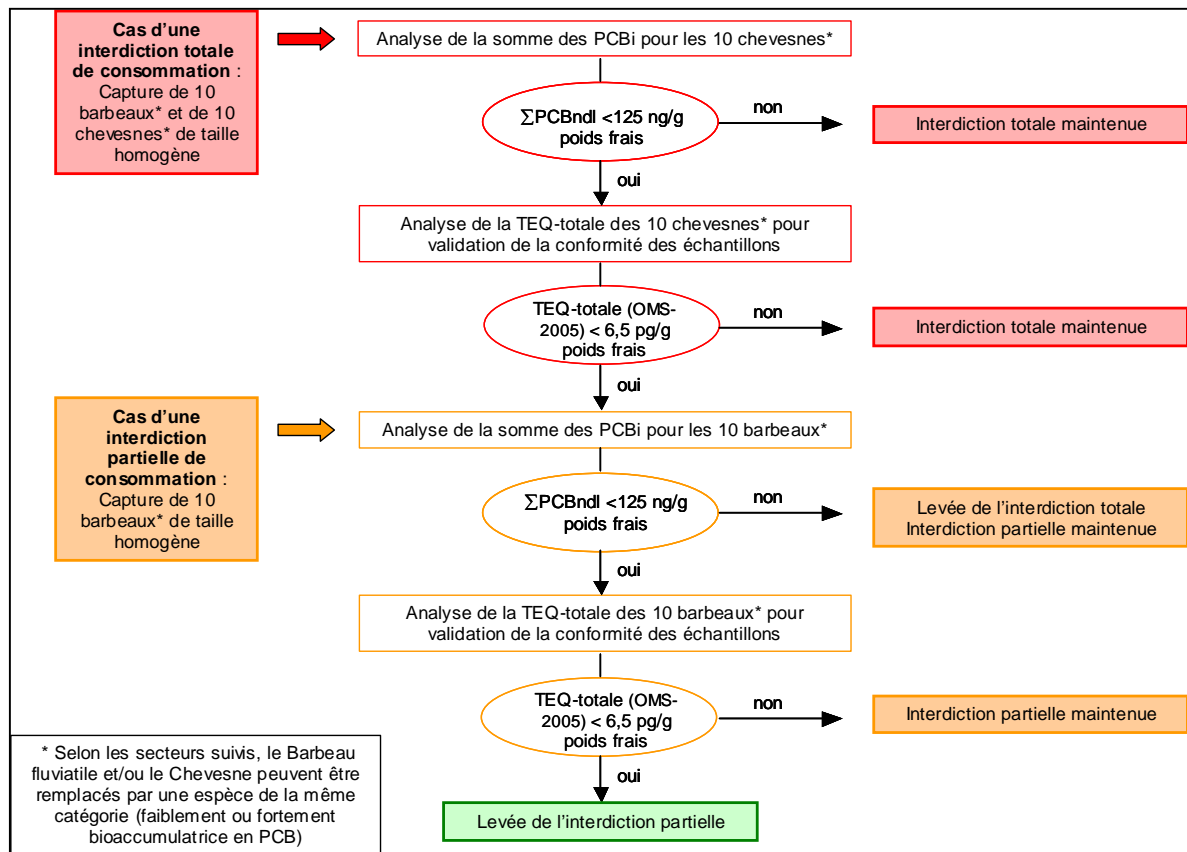 Cas d'une
interdiction totale
de consommation :
Capture de 10
barbeaux* et de 10
chevesnes* de taille
homogène
Analyse de la somme des PCBi pour les 10 chevesnes*
∑PCBndl <125 ng/g
poids frais
non
Interdiction totale maintenue
oui
Analyse de la TEQ-totale des 10 chevesnes* pour
validation de la conformité des échantillons
TEQ-totale (OMS-
2005) < 6,5 pg/g
poids frais
non
Interdiction totale maintenue
oui
Cas d'une
interdiction
partielle de
consommation :
Capture de 10
barbeaux* de taille
homogène
Analyse de la somme des PCBi pour les 10 barbeaux*
∑PCBndl <125 ng/g
poids frais
non
Levée de l'interdiction totale
Interdiction partielle maintenue
oui
Analyse de la TEQ-totale des 10 barbeaux* pour
validation de la conformité des échantillons
TEQ-totale (OMS-
2005) < 6,5 pg/g
poids frais
non
Interdiction partielle maintenue
oui
Levée de l'interdiction partielle
* Selon les secteurs suivis, le Barbeau
fluviatile et/ou le Chevesne peuvent être
remplacés par une espèce de la même
catégorie (faiblement ou fortement
bioaccumulatrice en PCB)